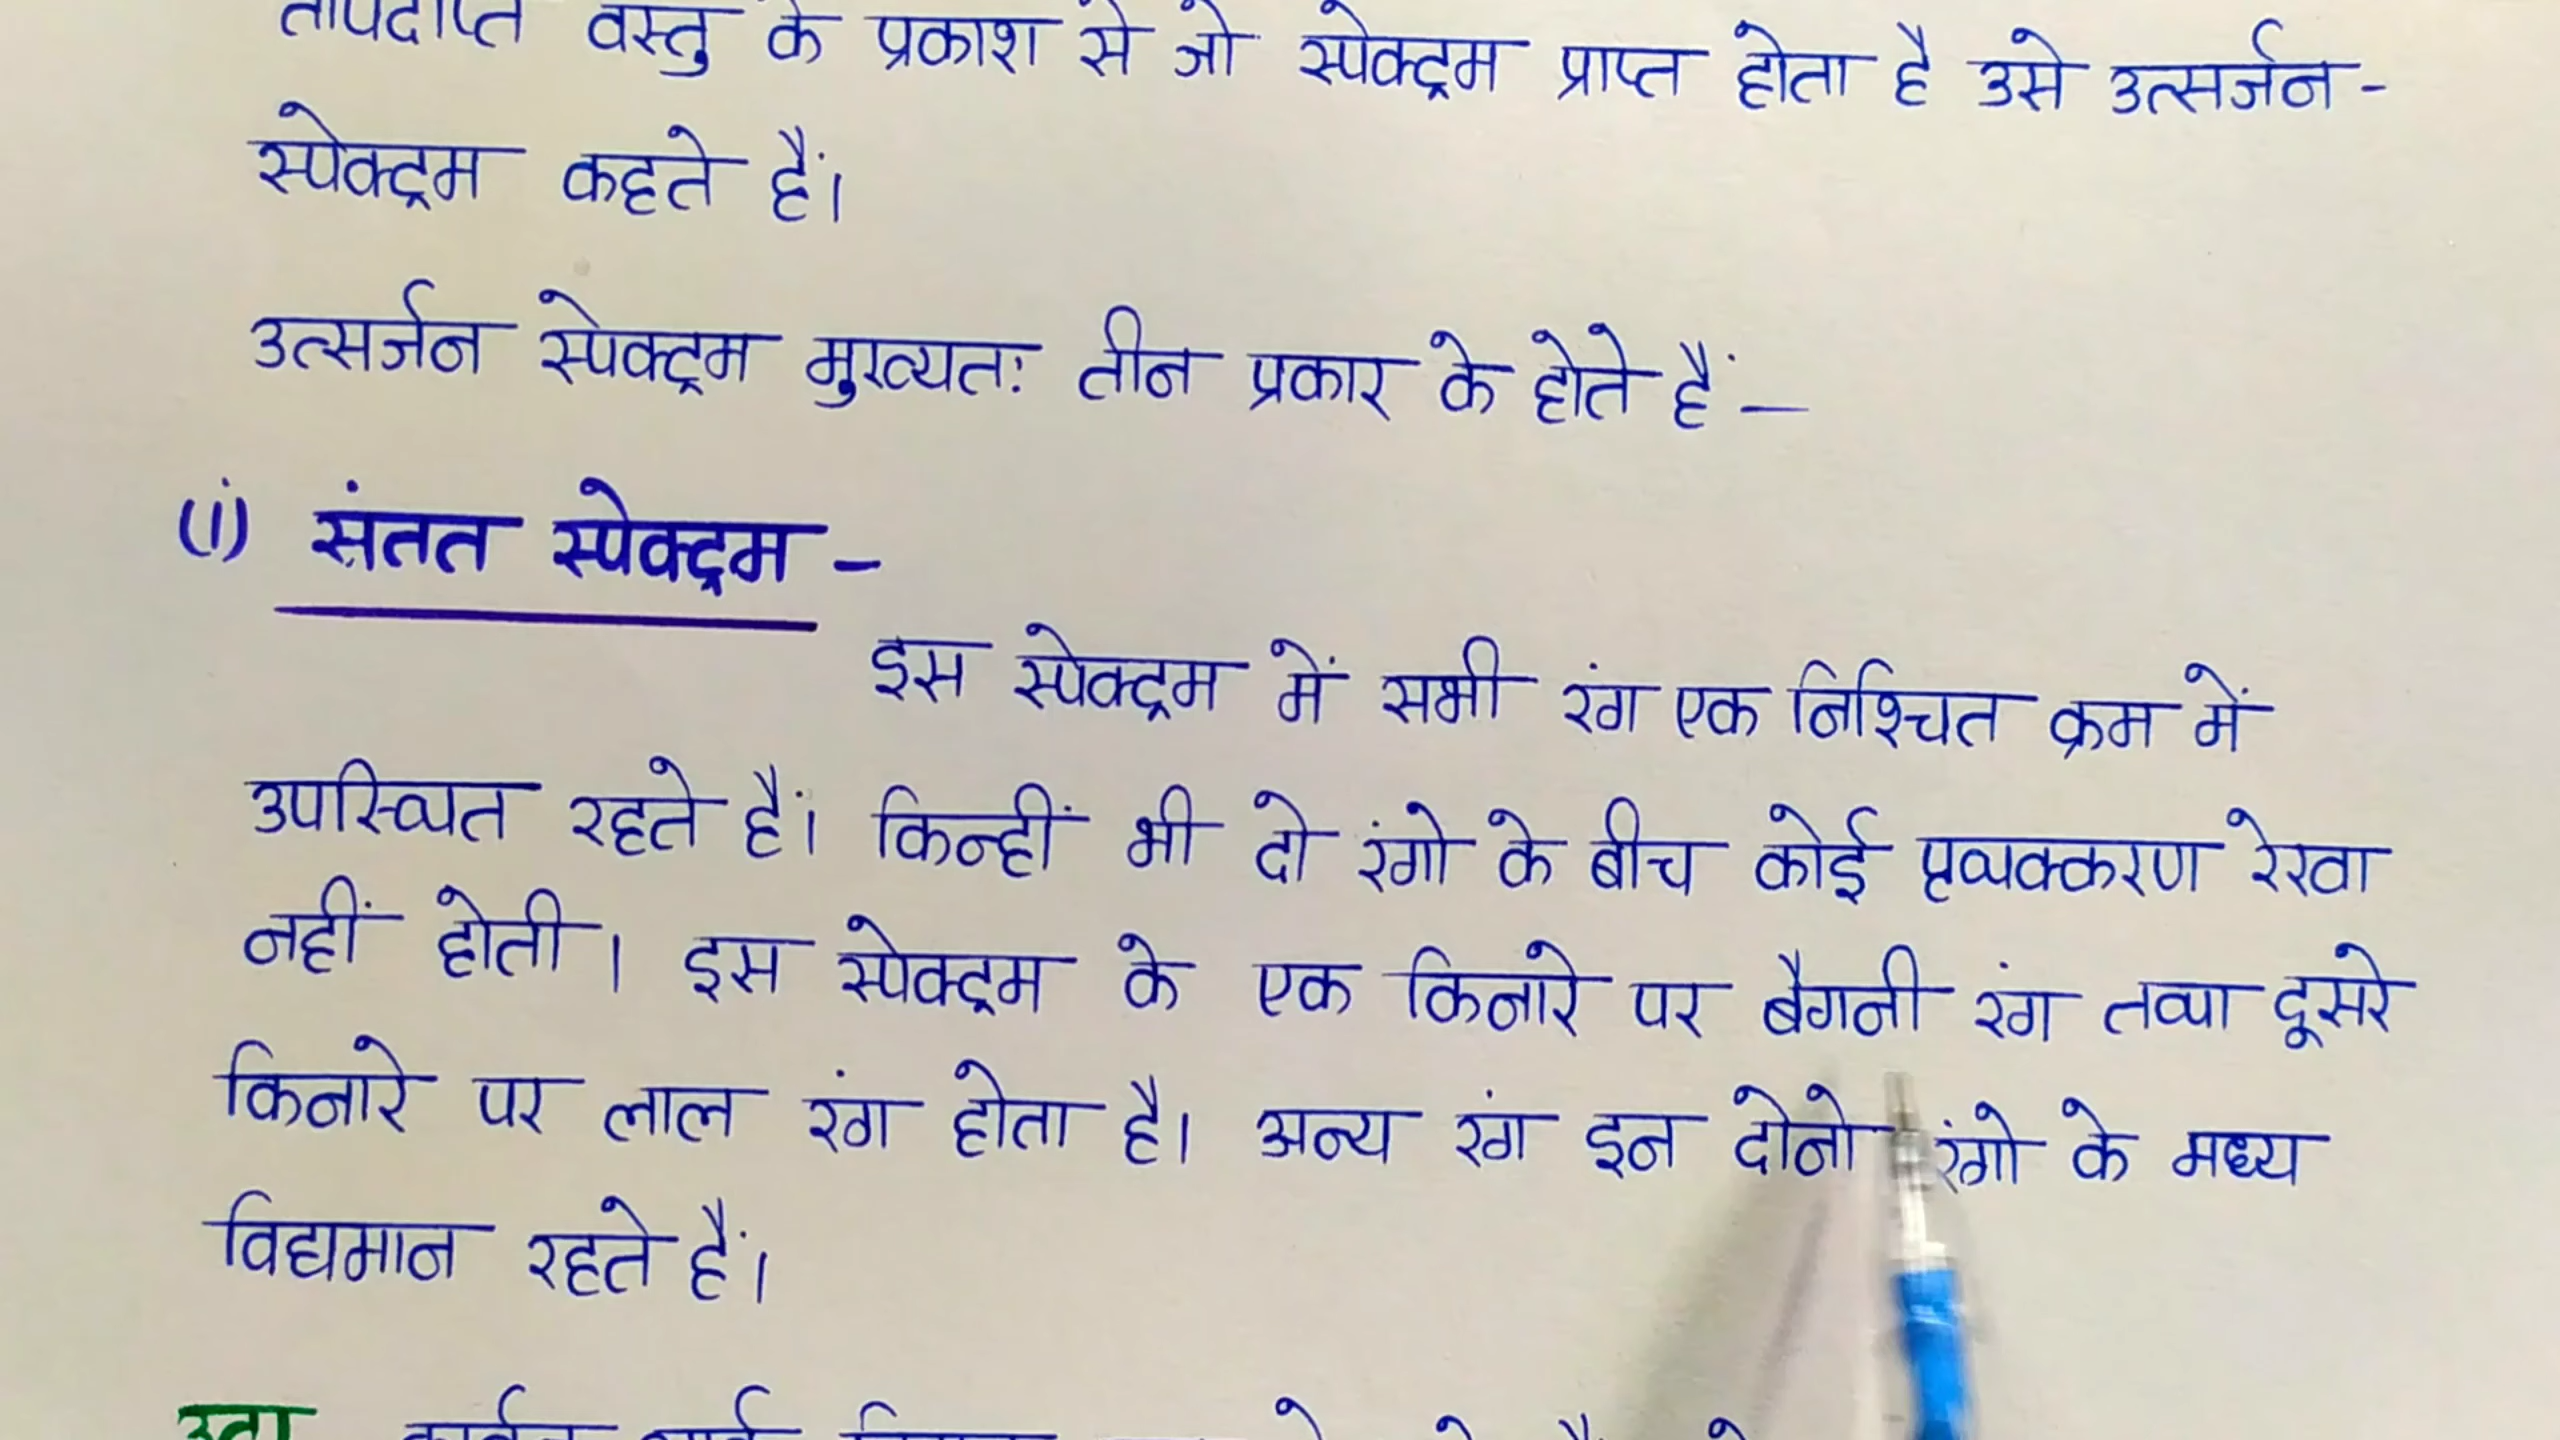 तापदीप्त वस्तु के प्रकाश से जो स्पेक्ट्रम प्राप्त होता है उसे उत्सर्जन -
स्पेक्ट्रम कहते हैं।
उत्सर्जन स्पेक्ट्रम मुख्यतः तीन प्रकार के होते हैं —
(i) संतत स्पेक्ट्रम -
इस स्पेक्ट्रम में सभी रंग एक निश्चित क्रम में
उपस्थित रहते हैं। किन्हीं भी दो रंगो के बीच कोई पृथक्करण रेखा
नहीं होती। इस स्पेक्ट्रम के एक किनारे पर बैगनी रंग तथा दूसरे
किनारे पर लाल रंग होता है। अन्य रंग इन दोनो रंगो के मध्य
विद्यमान रहते हैं।